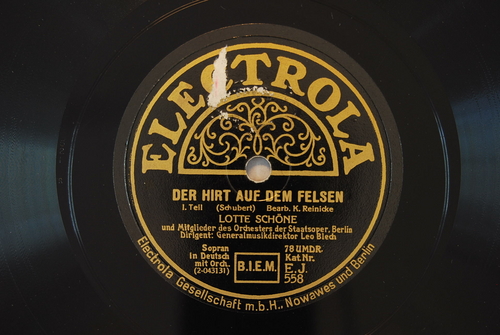 ELECTROLA
DER HIRT AUF DEM FELSEN
I. Teil (Schubert) Bearb. K. Reinicke
LOTTE SCHÖNE
und Mitglieder des Orchesters der Staatsoper, Berlin
Dirigent: Generalmusikdirektor Leo Blech
Sopran
in Deutsch
mit Orch.
(2-043131)
B.I.E.M.
78 UMDR.
Kat. Nr.
E. J.
558
Electrola Gesellschaft m.b.H., Nowawes und Berlin